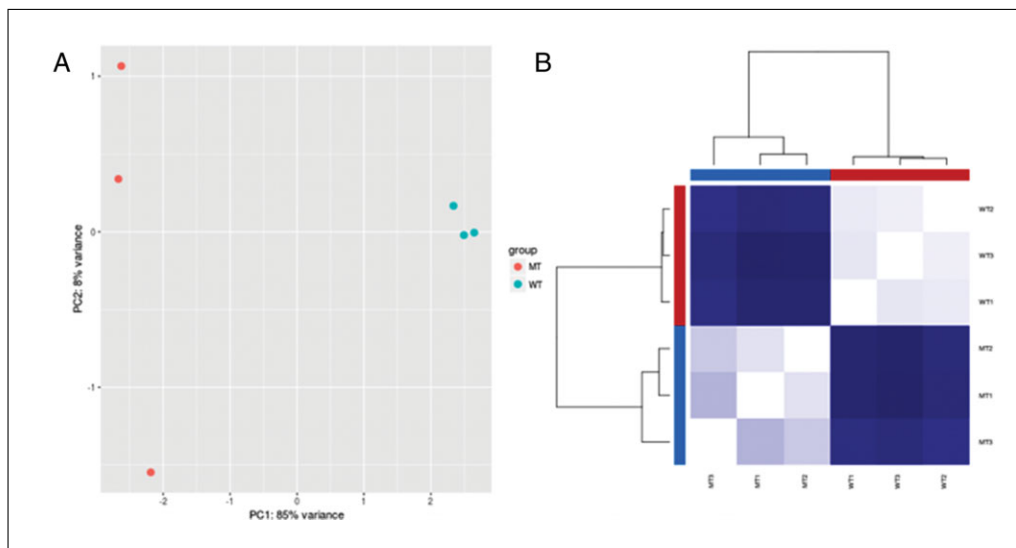 A
B
1
0
-1
PC2: 8% variance
-2
-1
0
1
2
PC1: 85% variance
group
MT
WT
WT2
WT3
WT1
MT2
MT1
MT3
MT3
MT1
MT2
WT1
WT3
WT2